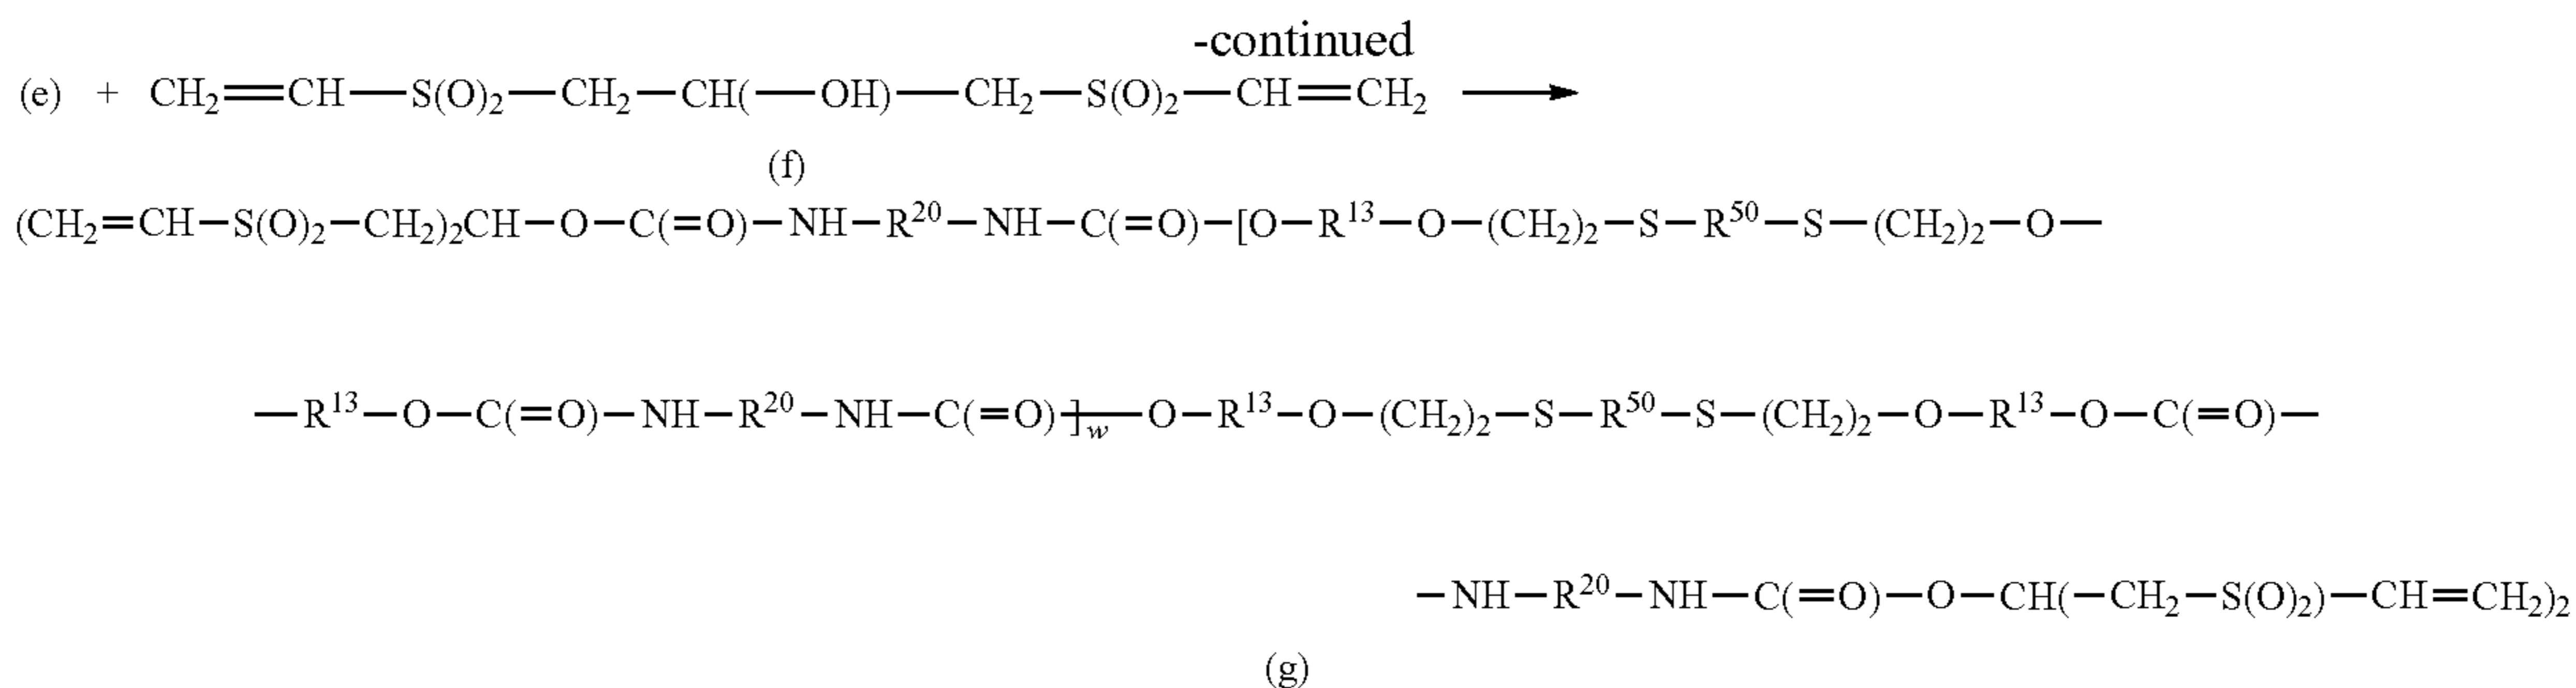 -continued
(e) + CH₂=CH—S(O)₂—CH₂—CH(—OH)—CH₂—S(O)₂—CH=CH₂ ⟶
(f)
(CH₂=CH—S(O)₂—CH₂)₂CH—O—C(=O)—NH—R²⁰—NH—C(=O)—[O—R¹³—O—(CH₂)₂—S—R⁵⁰—S—(CH₂)₂—O—
—R¹³—O—C(=O)—NH—R²⁰—NH—C(=O)]w—O—R¹³—O—(CH₂)₂—S—R⁵⁰—S—(CH₂)₂—O—R¹³—O—C(=O)—
—NH—R²⁰—NH—C(=O)—O—CH(—CH₂—S(O)₂)—CH=CH₂)₂
(g)